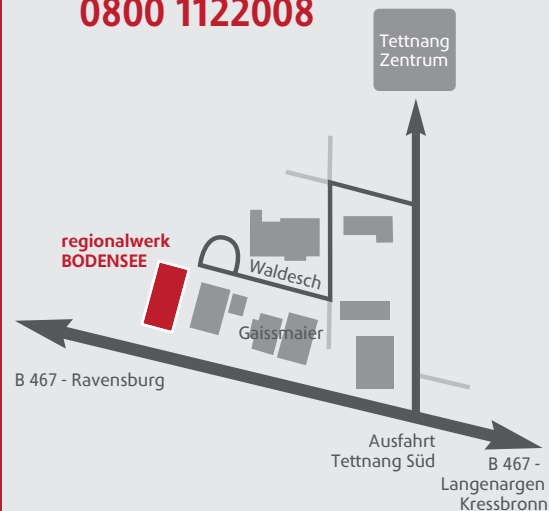 0800 1122008
Tettnang
Zentrum
regionalwerk
BODENSEE
Waldesch
Gaissmaier
B 467 - Ravensburg
Ausfahrt
Tettnang Süd
B 467 -
Langenargen
Kressbronn